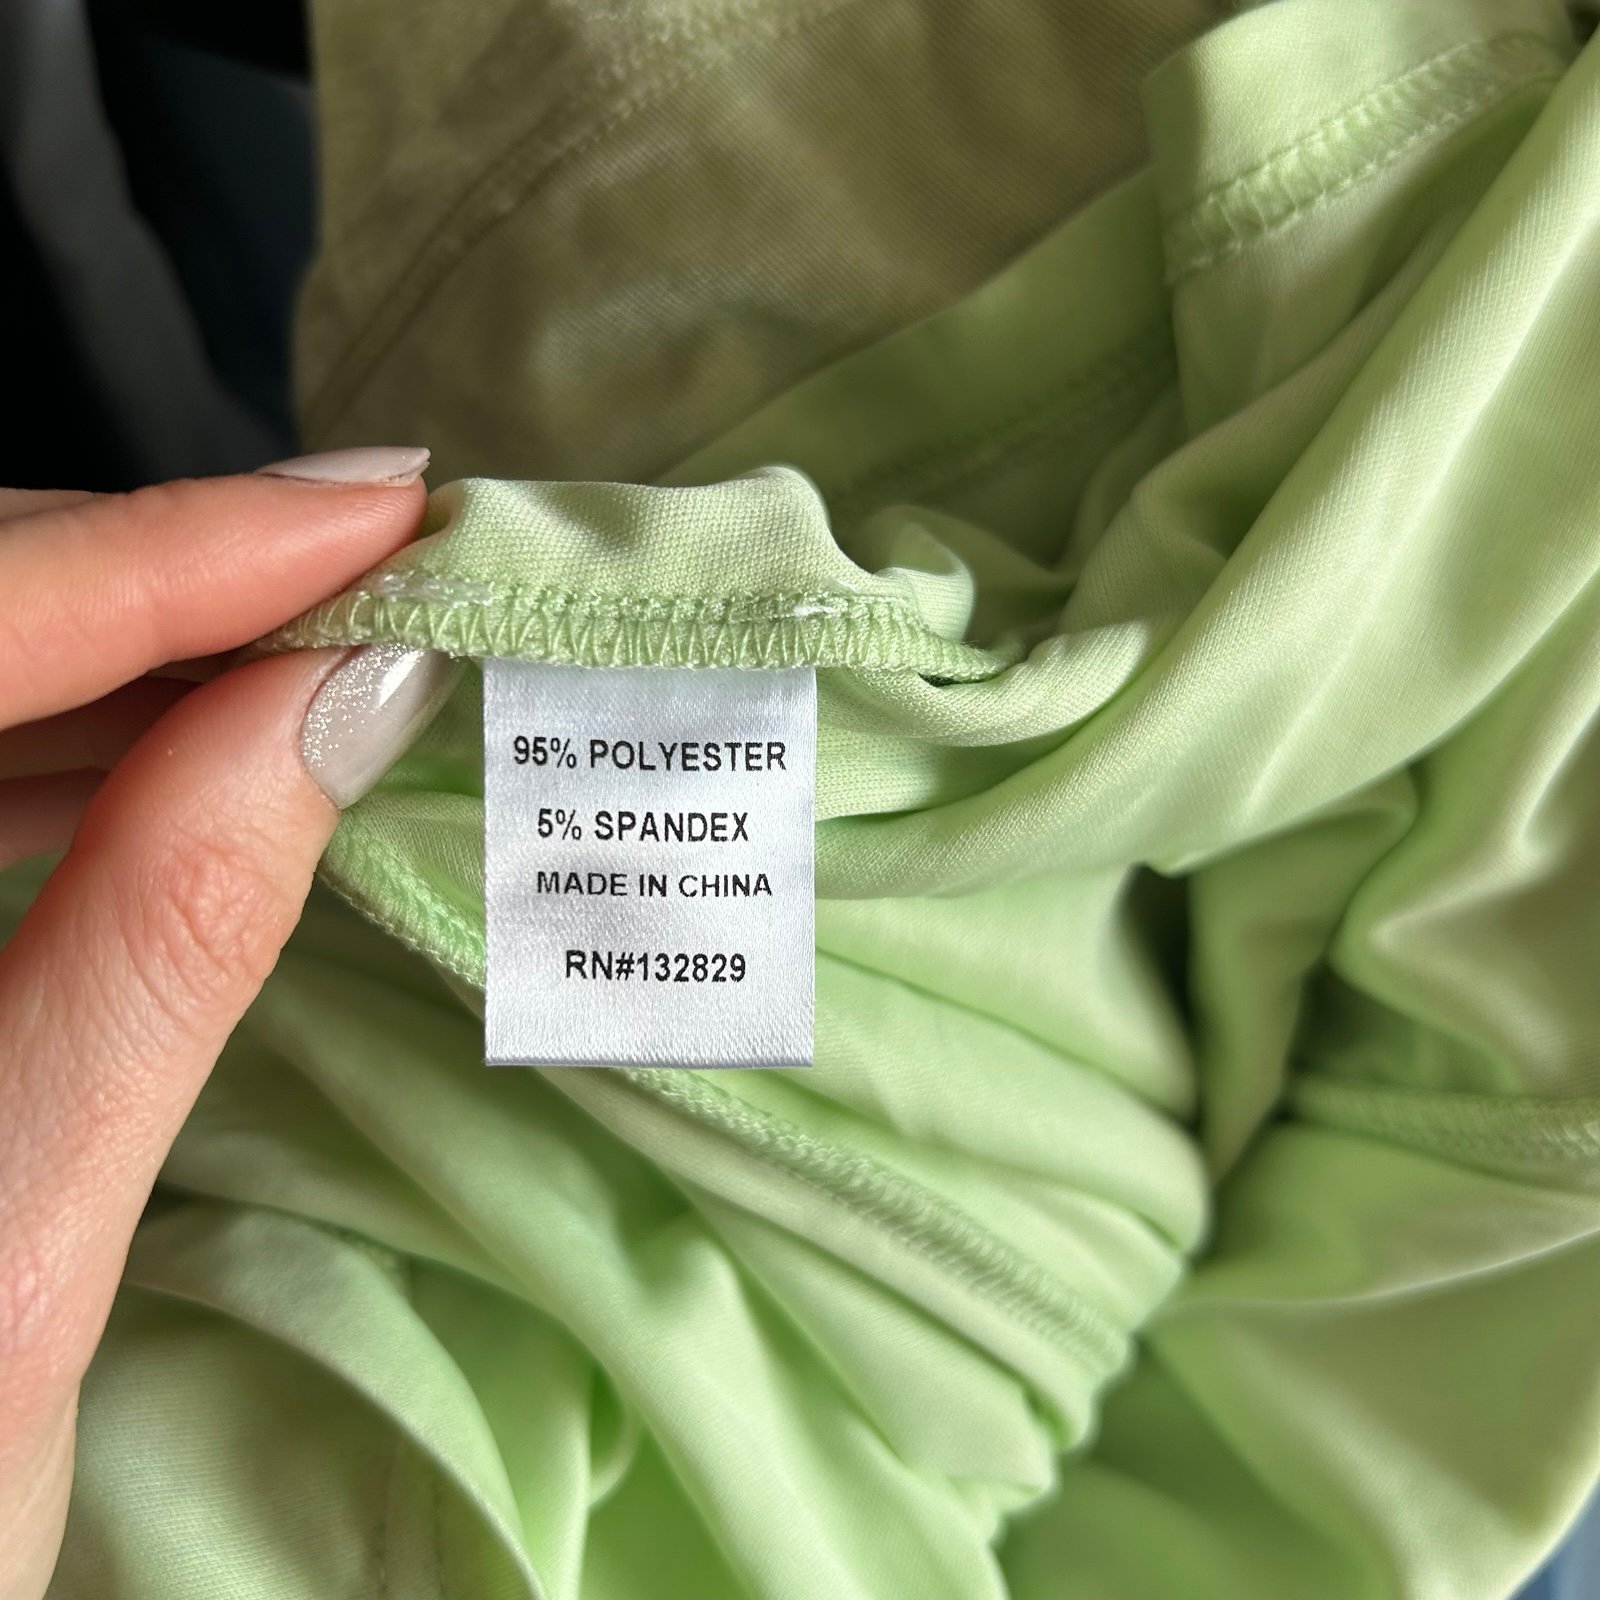 95% POLYESTER
5% SPANDEX
MADE IN CHINA
RN#132829